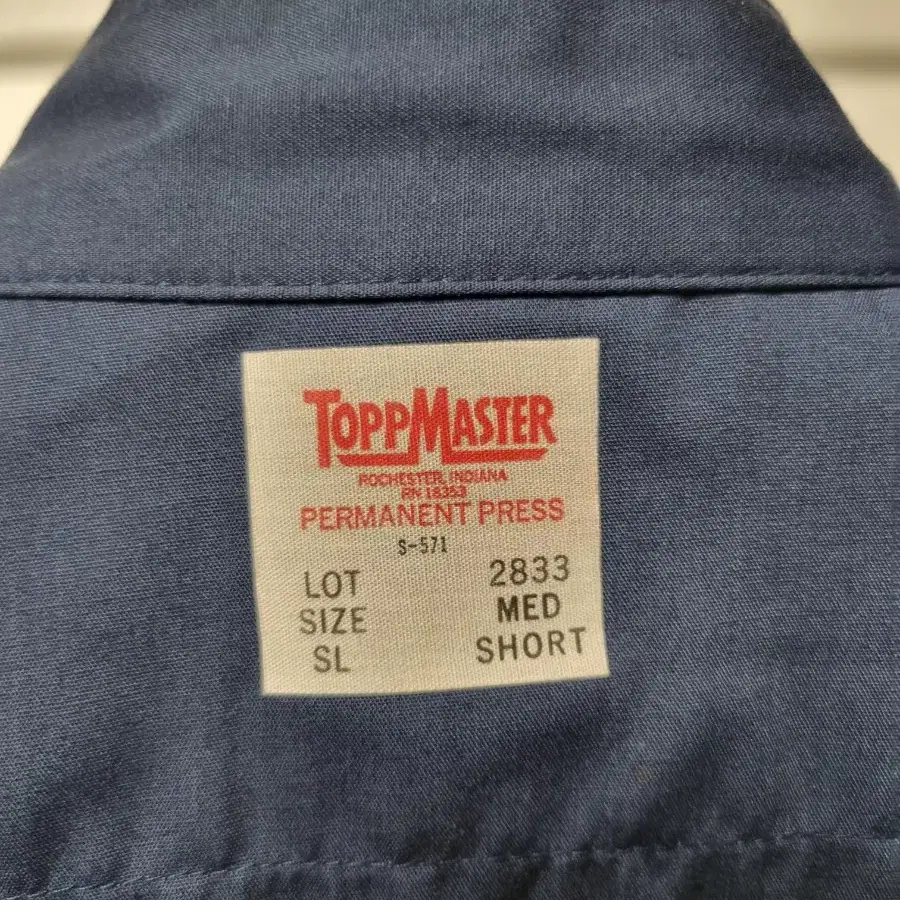 TOPPMASTER
ROCHESTER, INDIANA
RN 18353
PERMANENT PRESS
S-571
LOT 2833
SIZE MED
SL SHORT